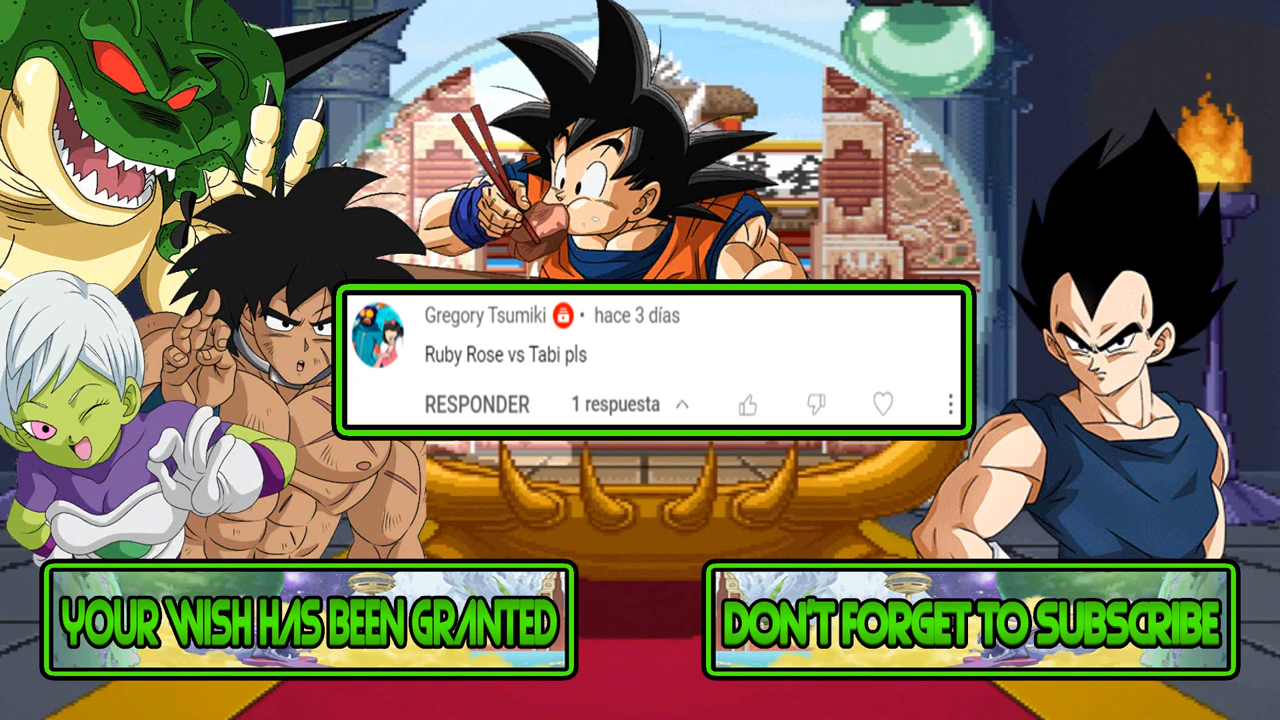 Gregory Tsumiki • hace 3 días
Ruby Rose vs Tabi pls
RESPONDER 1 respuesta
YOUR WISH HAS BEEN GRANTED
DON'T FORGET TO SUBSCRIBE